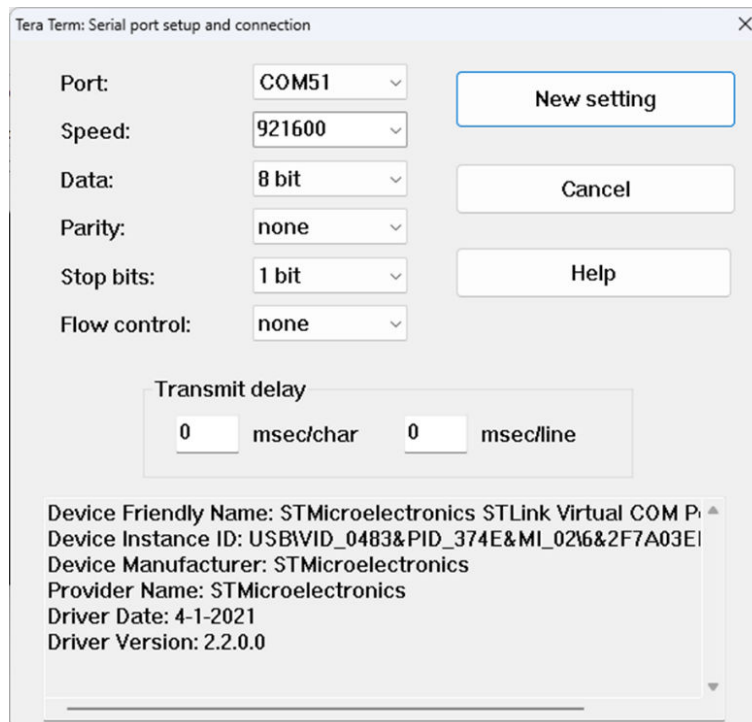 Tera Term: Serial port setup and connection
Port: COM51
New setting
Speed: 921600
Data: 8 bit
Cancel
Parity: none
Stop bits: 1 bit
Help
Flow control: none
Transmit delay
0 msec/char 0 msec/line
Device Friendly Name: STMicroelectronics STLink Virtual COM
Device Instance ID: USB\VID_0483&PID_374E&MI_02\6&2F7A03E
Device Manufacturer: STMicroelectronics
Provider Name: STMicroelectronics
Driver Date: 4-1-2021
Driver Version: 2.2.0.0